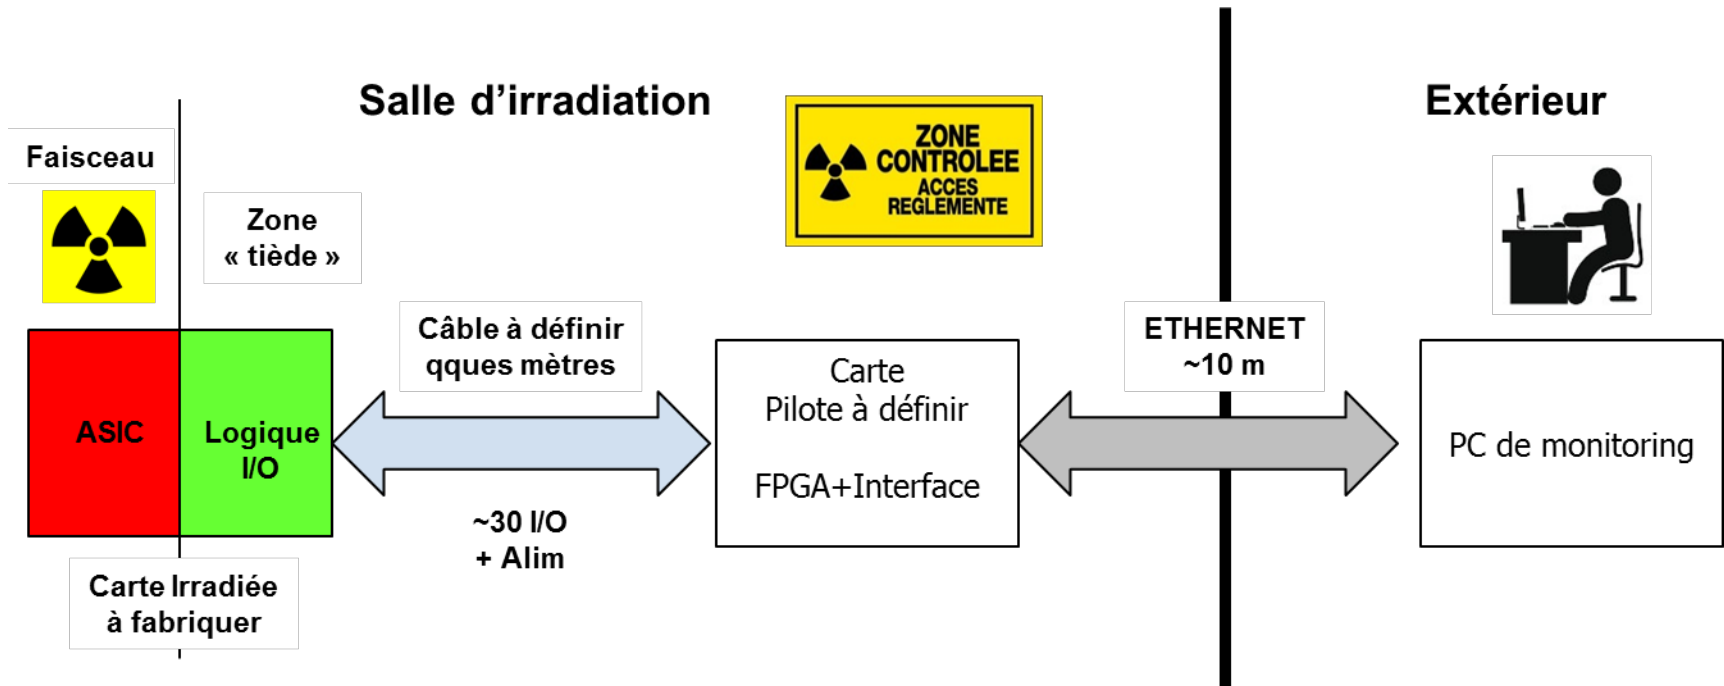 Salle d'irradiation
Extérieur
Faisceau
ZONE
CONTROLEE
ACCES
REGLEMENTE
Zone
« tiède »
Câble à définir
qques mètres
ETHERNET
~10 m
ASIC
Logique
I/O
Carte
Pilote à définir
FPGA+Interface
PC de monitoring
~30 I/O
+ Alim
Carte Irradiée
à fabriquer